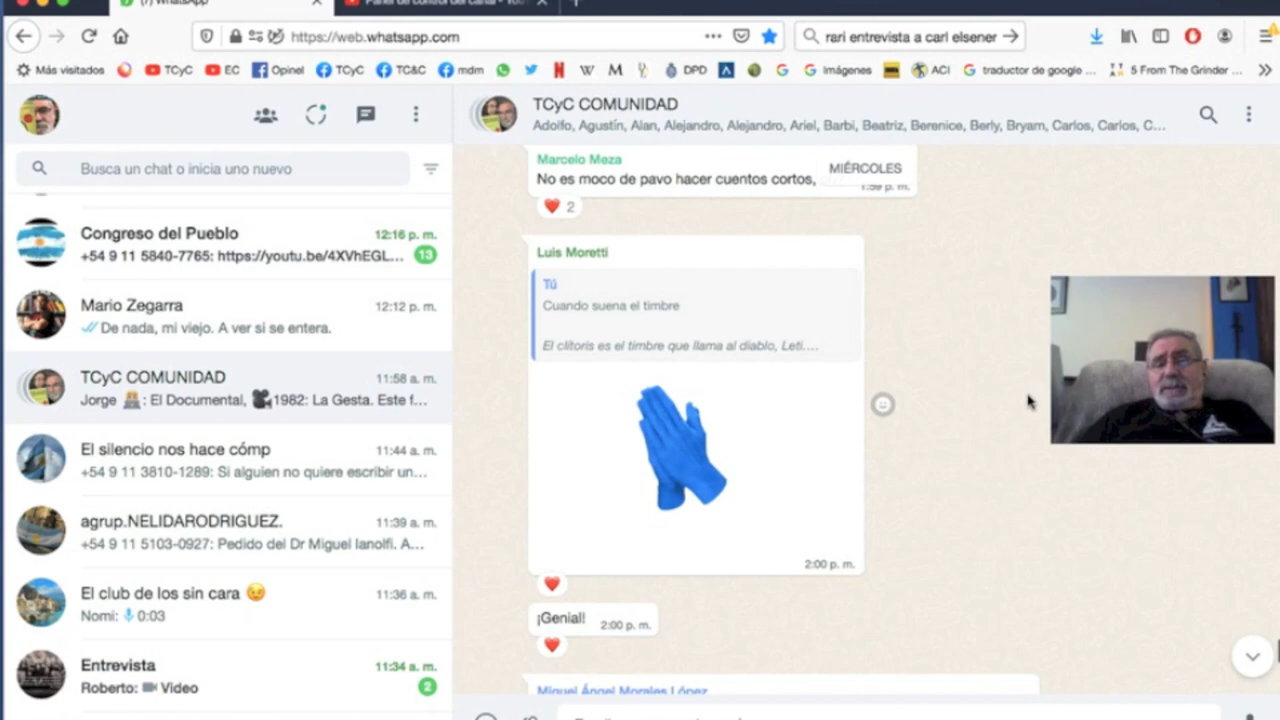 WhatsApp
Panel de control del canal - You
https://web.whatsapp.com
rari entrevista a carl elsener
Más visitados
TCyC
EC
Opinel
TCyC
TC&C
mdm
DPD
Imágenes
ACI
traductor de google ...
5 From The Grinder ...
TCyC COMUNIDAD
Adolfo, Agustín, Alan, Alejandro, Alejandro, Ariel, Barbi, Beatriz, Berenice, Berly, Bryam, Carlos, Carlos, C...
Busca un chat o inicia uno nuevo
Congreso del Pueblo
12:16 p. m.
+54 9 11 5840-7765: https://youtu.be/4XVhEGL...
13
Mario Zegarra
12:12 p. m.
De nada, mi viejo. A ver si se entera.
TCyC COMUNIDAD
11:58 a. m.
Jorge : El Documental, 1982: La Gesta. Este f...
El silencio nos hace cómp
11:44 a. m.
+54 9 11 3810-1289: Si alguien no quiere escribir un...
agrup.NELIDARODRIGUEZ.
11:39 a. m.
+54 9 11 5103-0927: Pedido del Dr Miguel Ianolfi. A...
El club de los sin cara
11:36 a. m.
Nomi: 0:03
Entrevista
11:34 a. m.
Roberto: Video
2
Marcelo Meza
MIÉRCOLES
No es moco de pavo hacer cuentos cortos,
1:59 p. m.
2
Luis Moretti
Tú
Cuando suena el timbre
El clítoris es el timbre que llama al diablo, Leti....
2:00 p. m.
¡Genial!
2:00 p. m.
Miguel Ángel Morales López